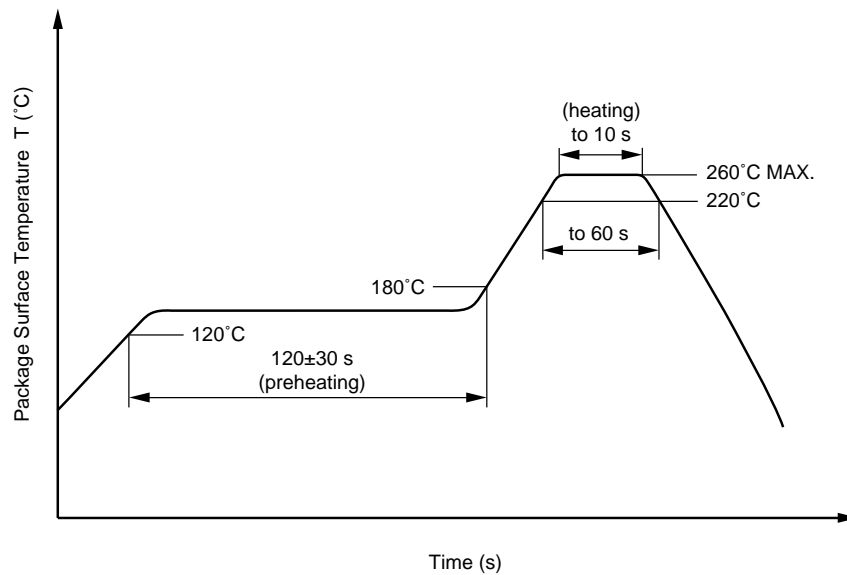 Package Surface Temperature T (˚C)
(heating)
to 10 s
260˚C MAX.
220˚C
to 60 s
180˚C
120˚C
120±30 s
(preheating)
Time (s)